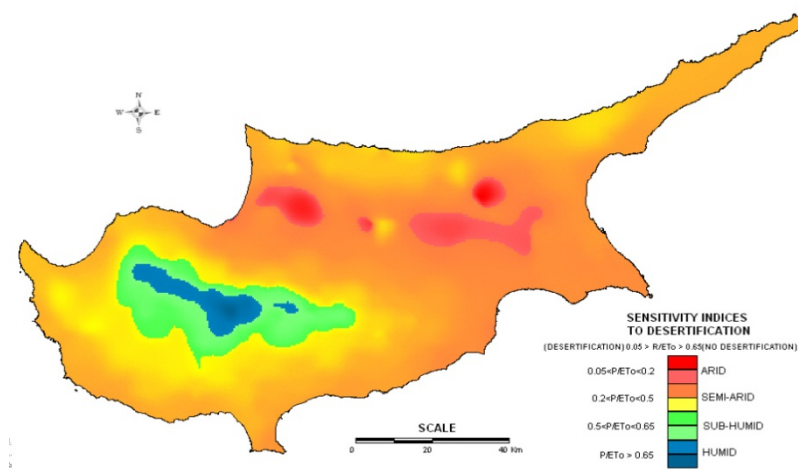 N
W E
S
SENSITIVITY INDICES
TO DESERTIFICATION
(DESERTIFICATION) 0.05 > R/ETo > 0.65(NO DESERTIFICATION)
0.05<P/ETo<0.2 ARID
0.2<P/ETo<0.5 SEMI-ARID
0.5<P/ETo<0.65 SUB-HUMID
P/ETo > 0.65 HUMID
SCALE
0 20 40 Km